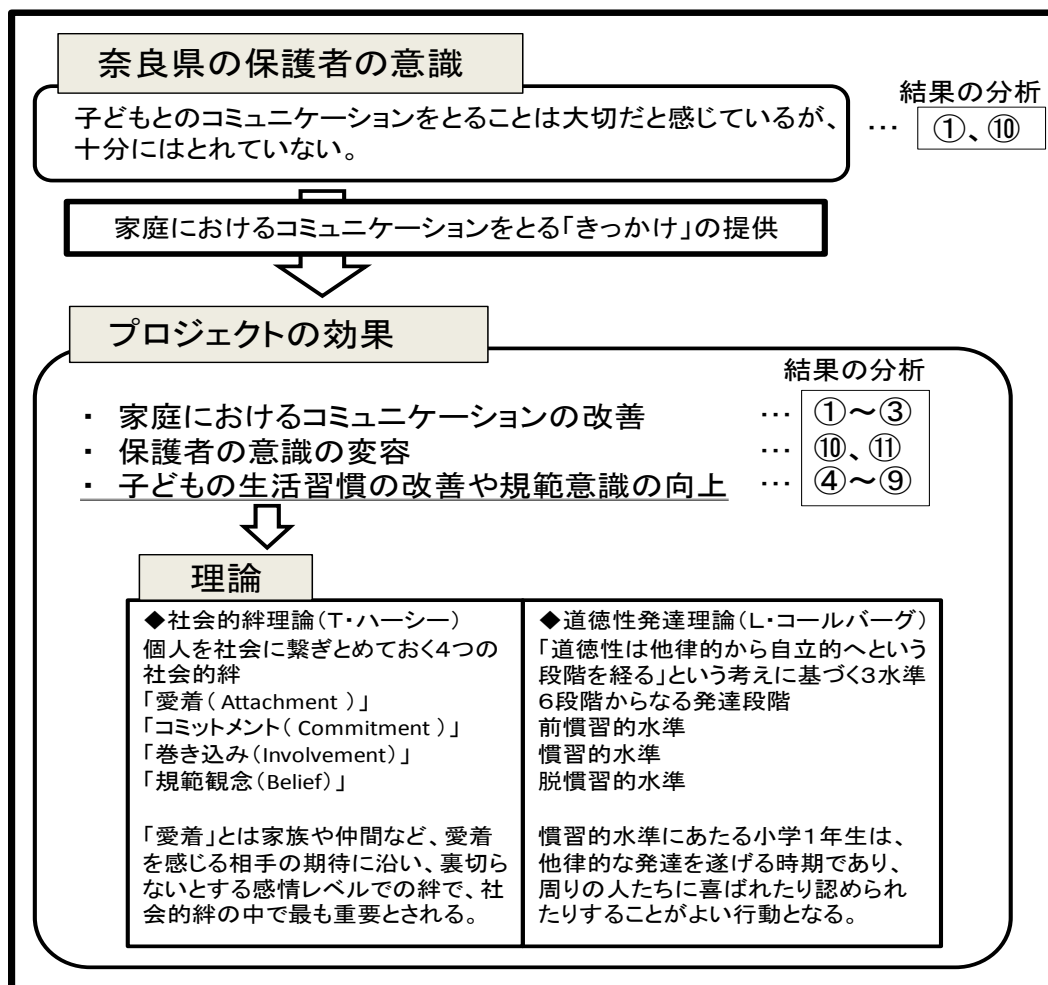 奈良県の保護者の意識
結果の分析
子どもとのコミュニケーションをとることは大切だと感じているが、
十分にはとれていない。
… ①、⑩
家庭におけるコミュニケーションをとる「きっかけ」の提供
プロジェクトの効果
結果の分析
・ 家庭におけるコミュニケーションの改善 … ①～③
・ 保護者の意識の変容 … ⑩、⑪
・ 子どもの生活習慣の改善や規範意識の向上 … ④～⑨
理論
◆社会的絆理論(T・ハーシー)
個人を社会に繋ぎとめておく4つの
社会的絆
「愛着( Attachment )」
「コミットメント( Commitment )」
「巻き込み(Involvement)」
「規範観念(Belief)」
「愛着」とは家族や仲間など、愛着
を感じる相手の期待に沿い、裏切ら
ないとする感情レベルでの絆で、社
会的絆の中で最も重要とされる。
◆道徳性発達理論(L・コールバーグ)
「道徳性は他律的から自立的へという
段階を経る」という考えに基づく3水準
6段階からなる発達段階
前慣習的水準
慣習的水準
脱慣習的水準
慣習的水準にあたる小学1年生は、
他律的な発達を遂げる時期であり、
周りの人たちに喜ばれたり認められ
たりすることがよい行動となる。